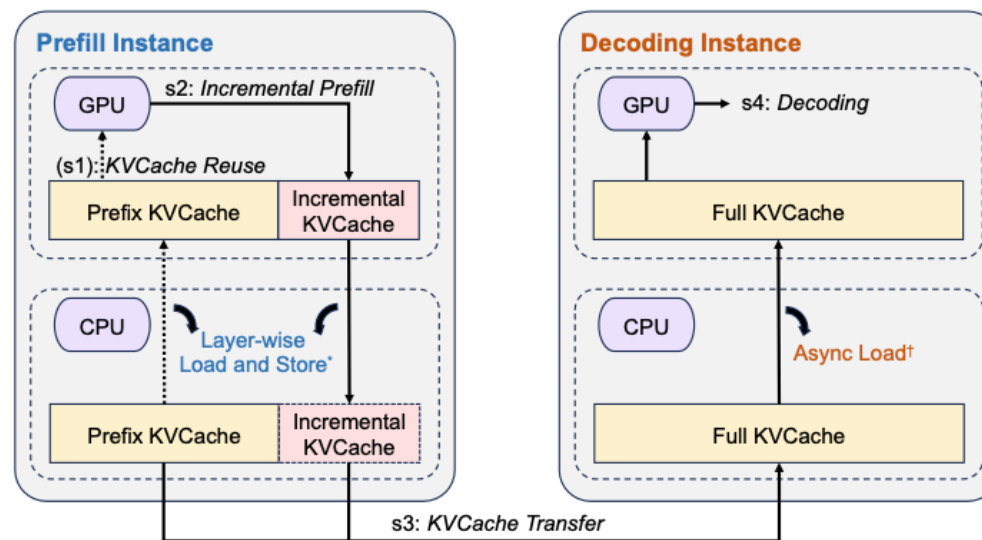 Prefill Instance
GPU
s2: Incremental Prefill
(s1): KVCache Reuse
Prefix KVCache
Incremental
KVCache
CPU
Layer-wise
Load and Store*
Prefix KVCache
Incremental
KVCache
Decoding Instance
GPU
s4: Decoding
Full KVCache
CPU
Async Load†
Full KVCache
s3: KVCache Transfer